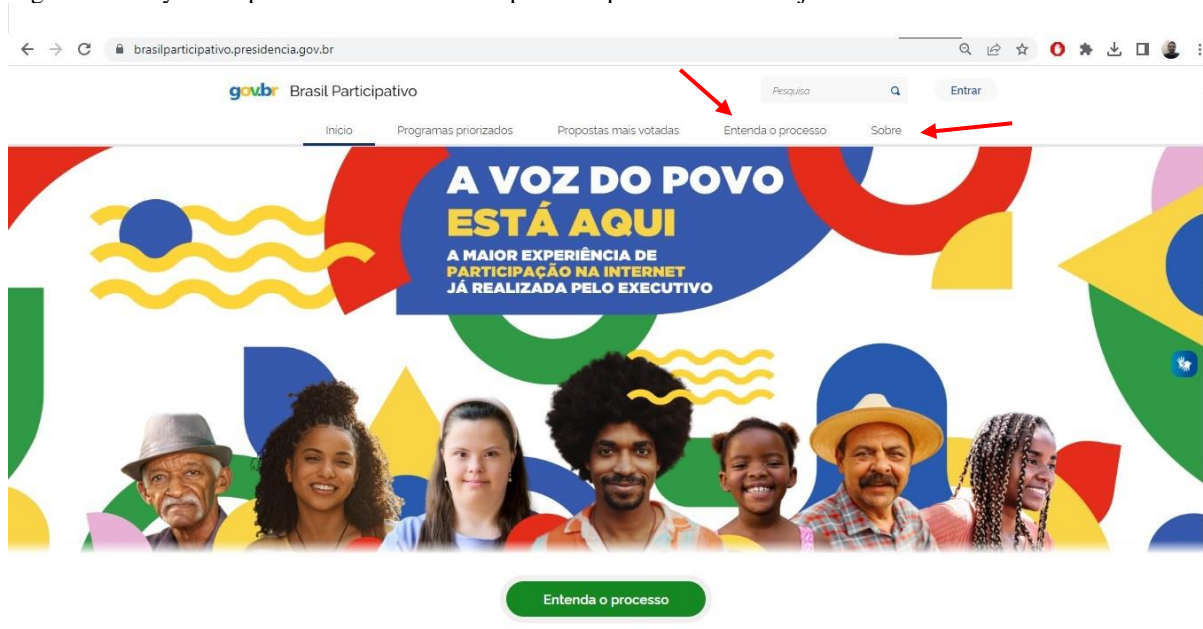 brasilparticipativo.presidencia.gov.br
gov.br Brasil Participativo
Pesquisa
Entrar
Início Programas priorizados Propostas mais votadas Entenda o processo Sobre
A VOZ DO POVO
ESTÁ AQUI
A MAIOR EXPERIÊNCIA DE
PARTICIPAÇÃO NA INTERNET
JÁ REALIZADA PELO EXECUTIVO
Entenda o processo